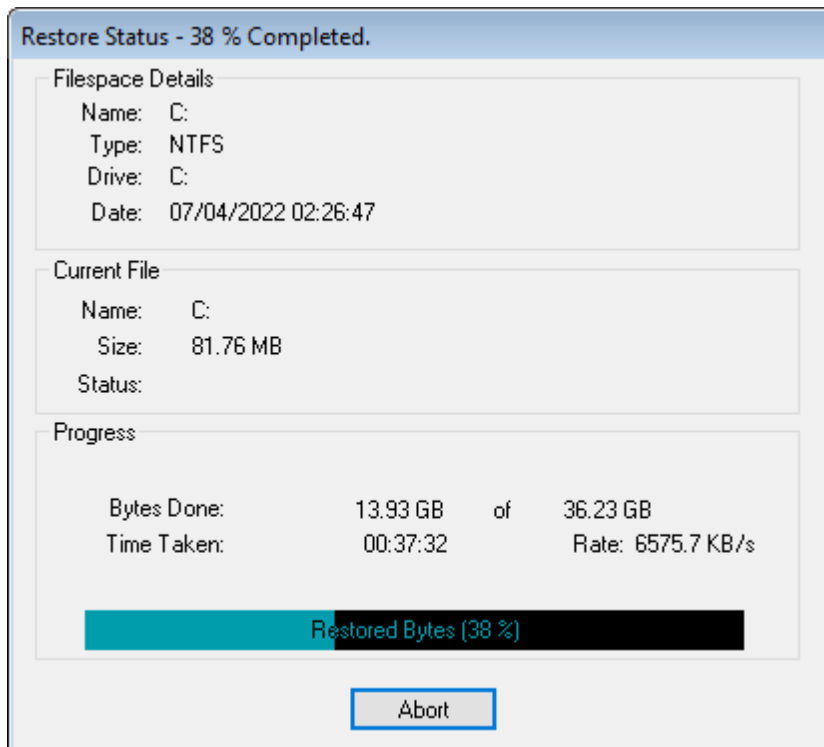 Restore Status - 38 % Completed.
Filespace Details
Name: C:
Type: NTFS
Drive: C:
Date: 07/04/2022 02:26:47
Current File
Name: C:
Size: 81.76 MB
Status:
Progress
Bytes Done: 13.93 GB of 36.23 GB
Time Taken: 00:37:32 Rate: 6575.7 KB/s
Restored Bytes (38 %)
Abort